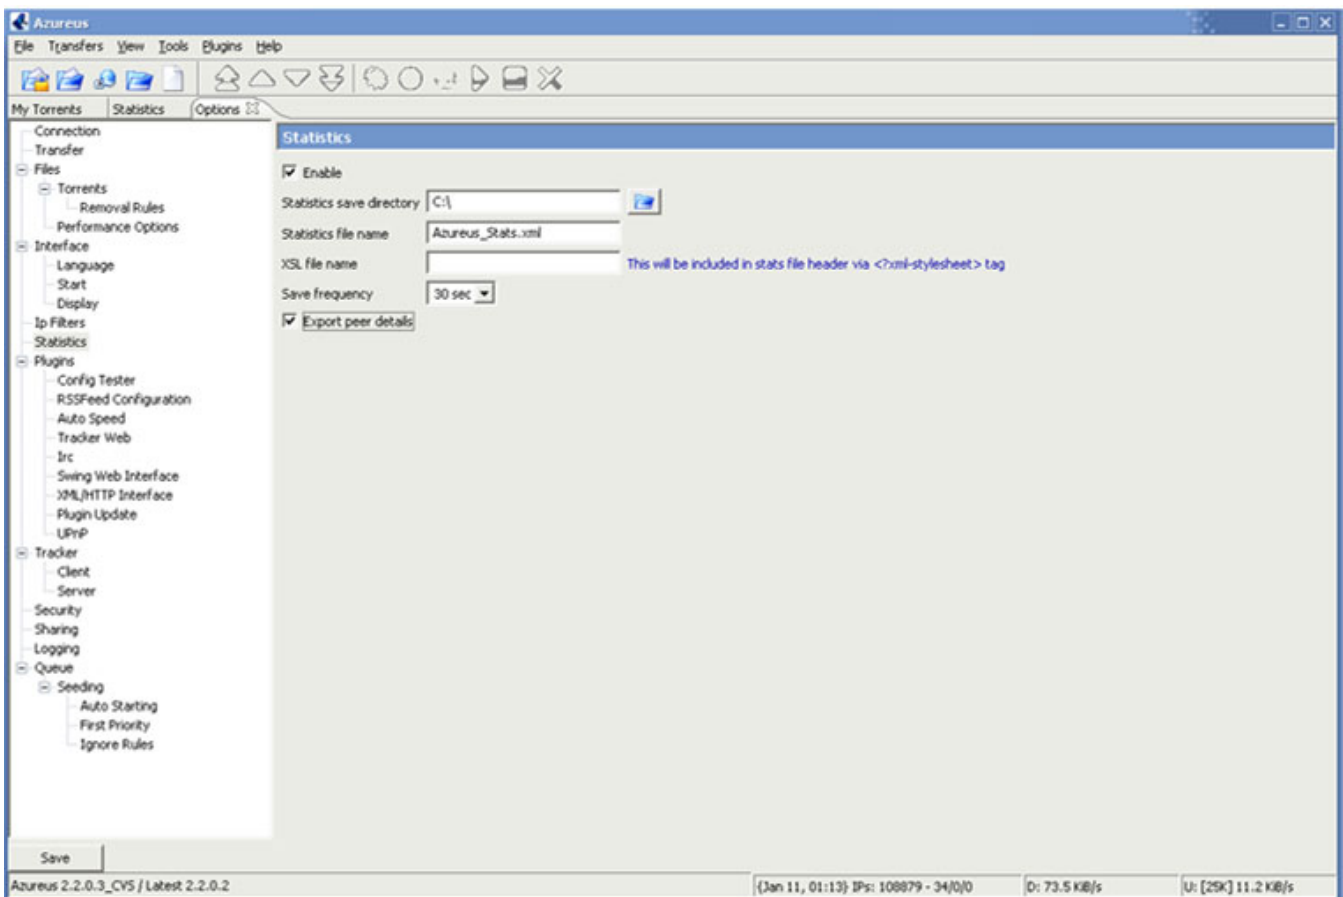 Azureus
File Transfers View Tools Plugins Help
My Torrents Statistics Options
Connection
Transfer
Files
Torrents
Removal Rules
Performance Options
Interface
Language
Start
Display
Ip Filters
Statistics
Plugins
Config Tester
RSSFeed Configuration
Auto Speed
Tracker Web
Irc
Swing Web Interface
XML/HTTP Interface
Plugin Update
UPnP
Tracker
Client
Server
Security
Sharing
Logging
Queue
Seeding
Auto Starting
First Priority
Ignore Rules
Statistics
Enable
Statistics save directory C:\
Statistics file name Azureus_Stats.xml
XSL file name This will be included in stats file header via <?xml-stylesheet> tag
Save frequency 30 sec
Export peer details
Save
Azureus 2.2.0.3_CVS / Latest 2.2.0.2 {Jan 11, 01:13} IPs: 108879 - 34/0/0 D: 73.5 KiB/s U: [25K] 11.2 KiB/s